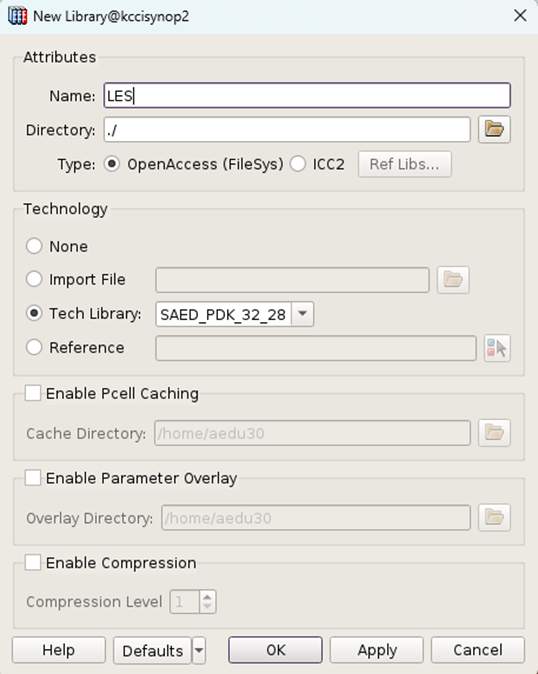 New Library@kccisynop2
Attributes
Name: LES
Directory: ./
Type: OpenAccess (FileSys) ICC2 Ref Libs...
Technology
None
Import File
Tech Library: SAED_PDK_32_28
Reference
Enable Pcell Caching
Cache Directory: /home/aedu30
Enable Parameter Overlay
Overlay Directory: /home/aedu30
Enable Compression
Compression Level 1
Help Defaults OK Apply Cancel